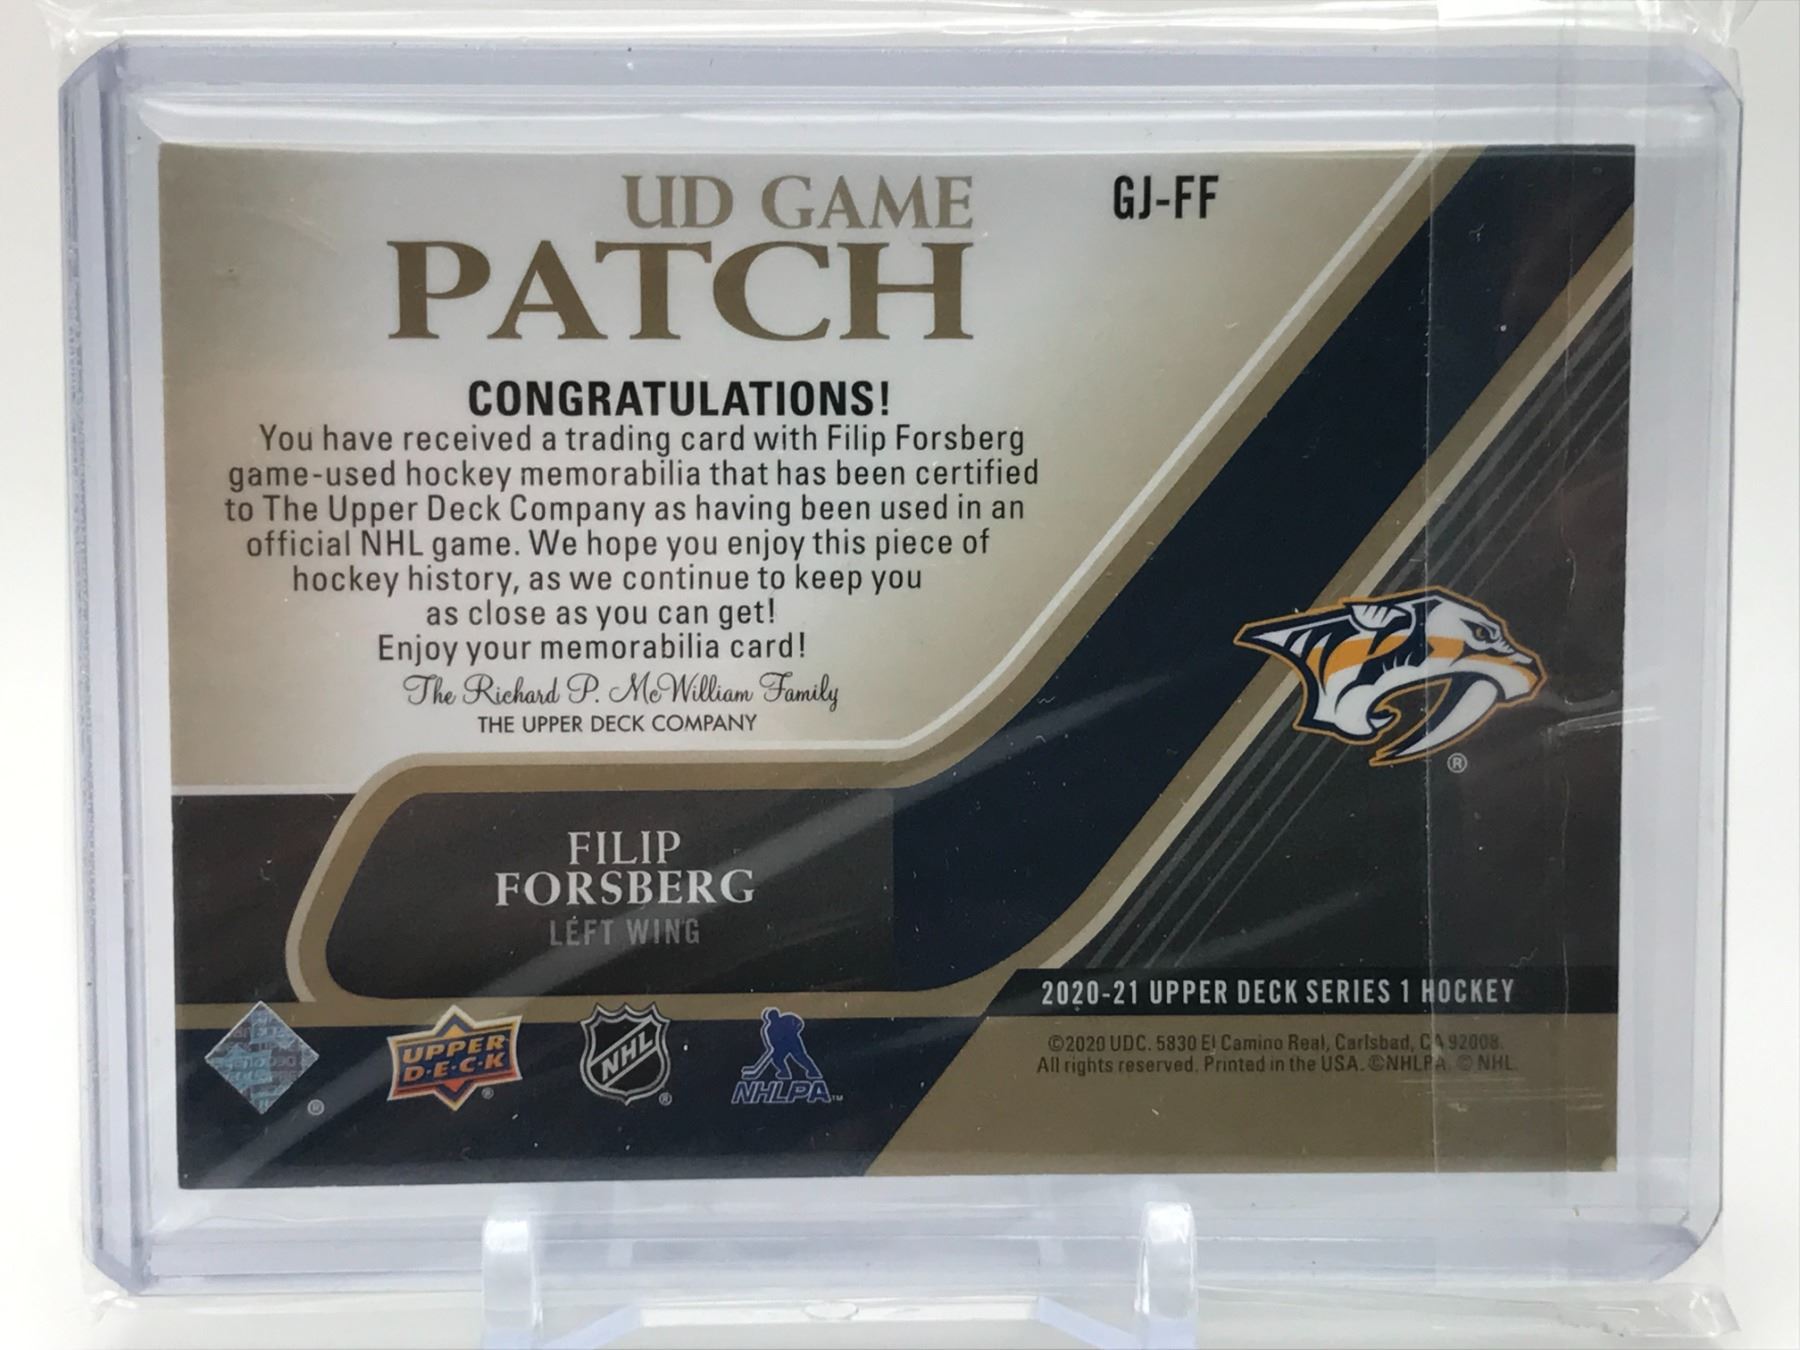 UD GAME
PATCH
GJ-FF
CONGRATULATIONS!
You have received a trading card with Filip Forsberg
game-used hockey memorabilia that has been certified
to The Upper Deck Company as having been used in an
official NHL game. We hope you enjoy this piece of
hockey history, as we continue to keep you
as close as you can get!
Enjoy your memorabilia card!
The Richard P. McWilliam Family
THE UPPER DECK COMPANY
®
FILIP
FORSBERG
LEFT WING
2020-21 UPPER DECK SERIES 1 HOCKEY
©2020 UDC. 5830 El Camino Real, Carlsbad, CA 92008.
All rights reserved. Printed in the USA. ©NHLPA. © NHL.
®
UPPER
D·E·C·K ®
NHL ®
NHLPA™